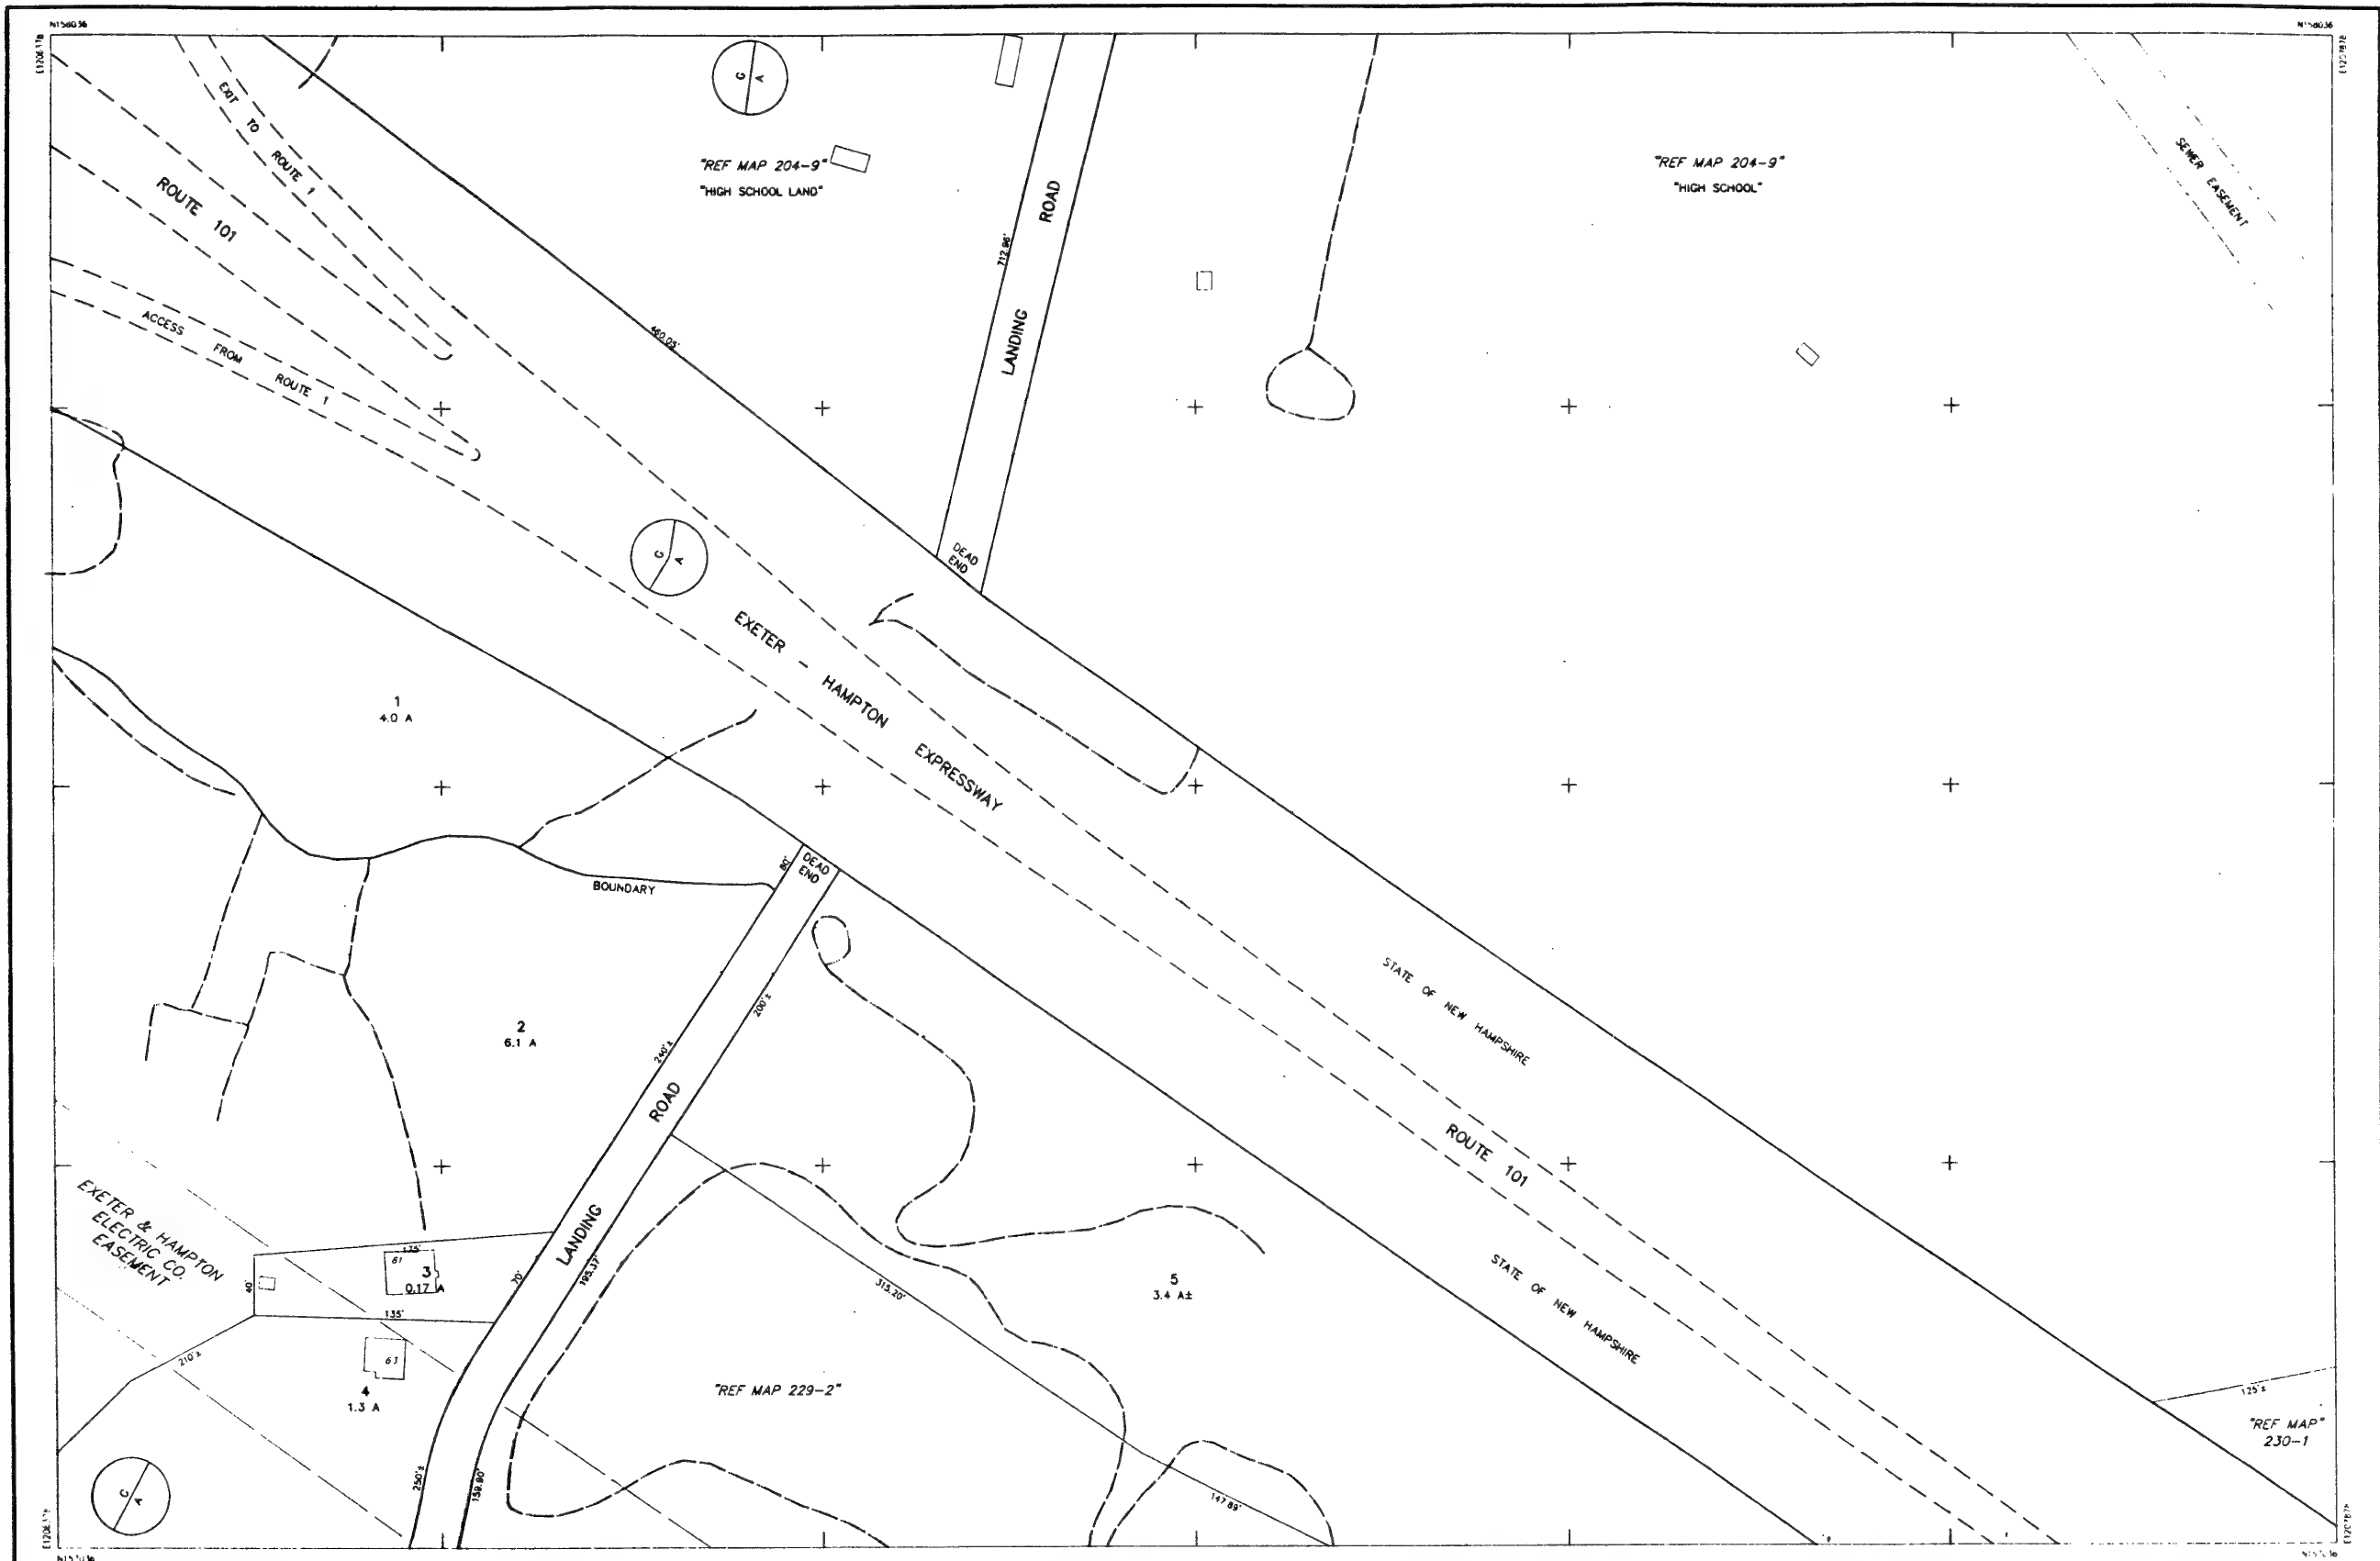 N158036
N158036
EXIT TO ROUTE 1
ROUTE 101
ACCESS FROM ROUTE 1
G A
"REF MAP 204-9"
"HIGH SCHOOL LAND"
460.05'
712.96'
LANDING ROAD
DEAD
END
"REF MAP 204-9"
"HIGH SCHOOL"
SEWER EASEMENT
G A
EXETER - HAMPTON EXPRESSWAY
1
4.0 A
BOUNDARY
80'
DEAD
END
2
6.1 A
240'±
200'±
LANDING ROAD
STATE OF NEW HAMPSHIRE
ROUTE 101
STATE OF NEW HAMPSHIRE
EXETER & HAMPTON
ELECTRIC CO.
EASEMENT
135'
61
3
0.17 A
40'
135'
70'
195.37'
315.20'
5
3.4 A±
63
4
1.3 A
210'±
250'±
159.90'
"REF MAP 229-2"
147.89'
125'±
"REF MAP"
230-1